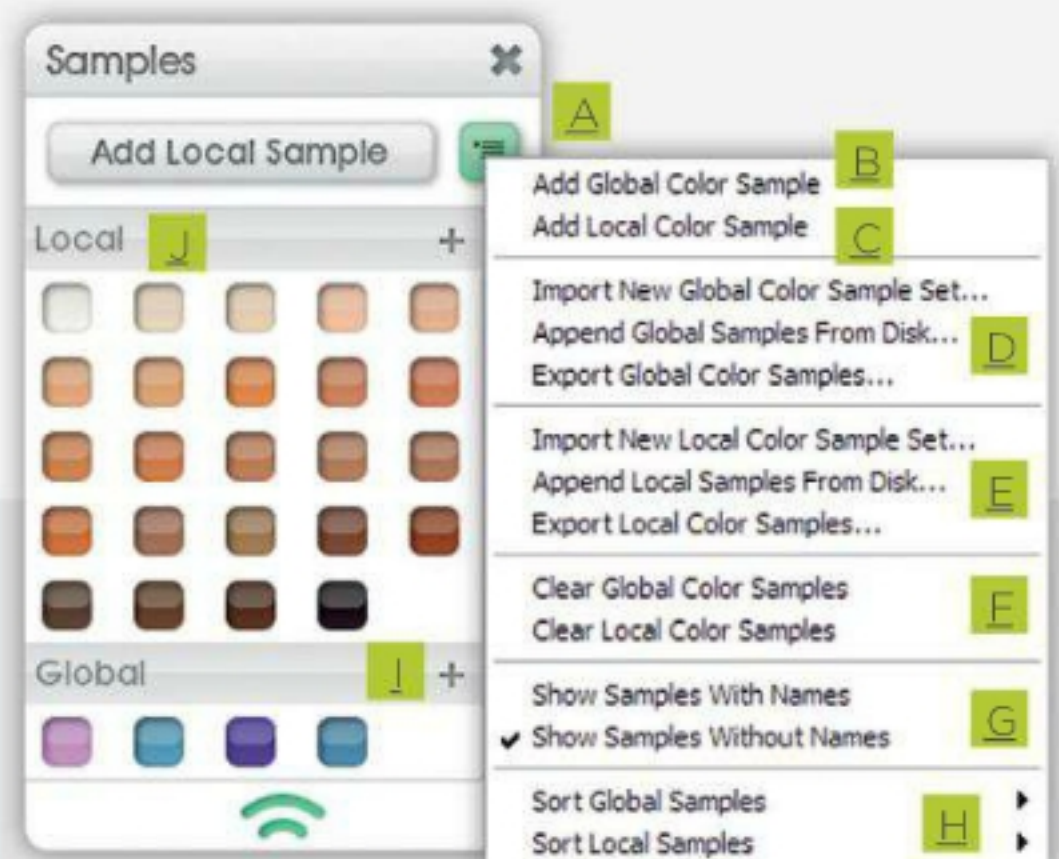 Samples
A
Add Local Sample
B
Add Global Color Sample
Add Local Color Sample
C
Local
J
Import New Global Color Sample Set...
Append Global Samples From Disk...
D
Export Global Color Samples...
Import New Local Color Sample Set...
Append Local Samples From Disk...
E
Export Local Color Samples...
Clear Global Color Samples
F
Clear Local Color Samples
Global
I
Show Samples With Names
G
Show Samples Without Names
Sort Global Samples
H
Sort Local Samples